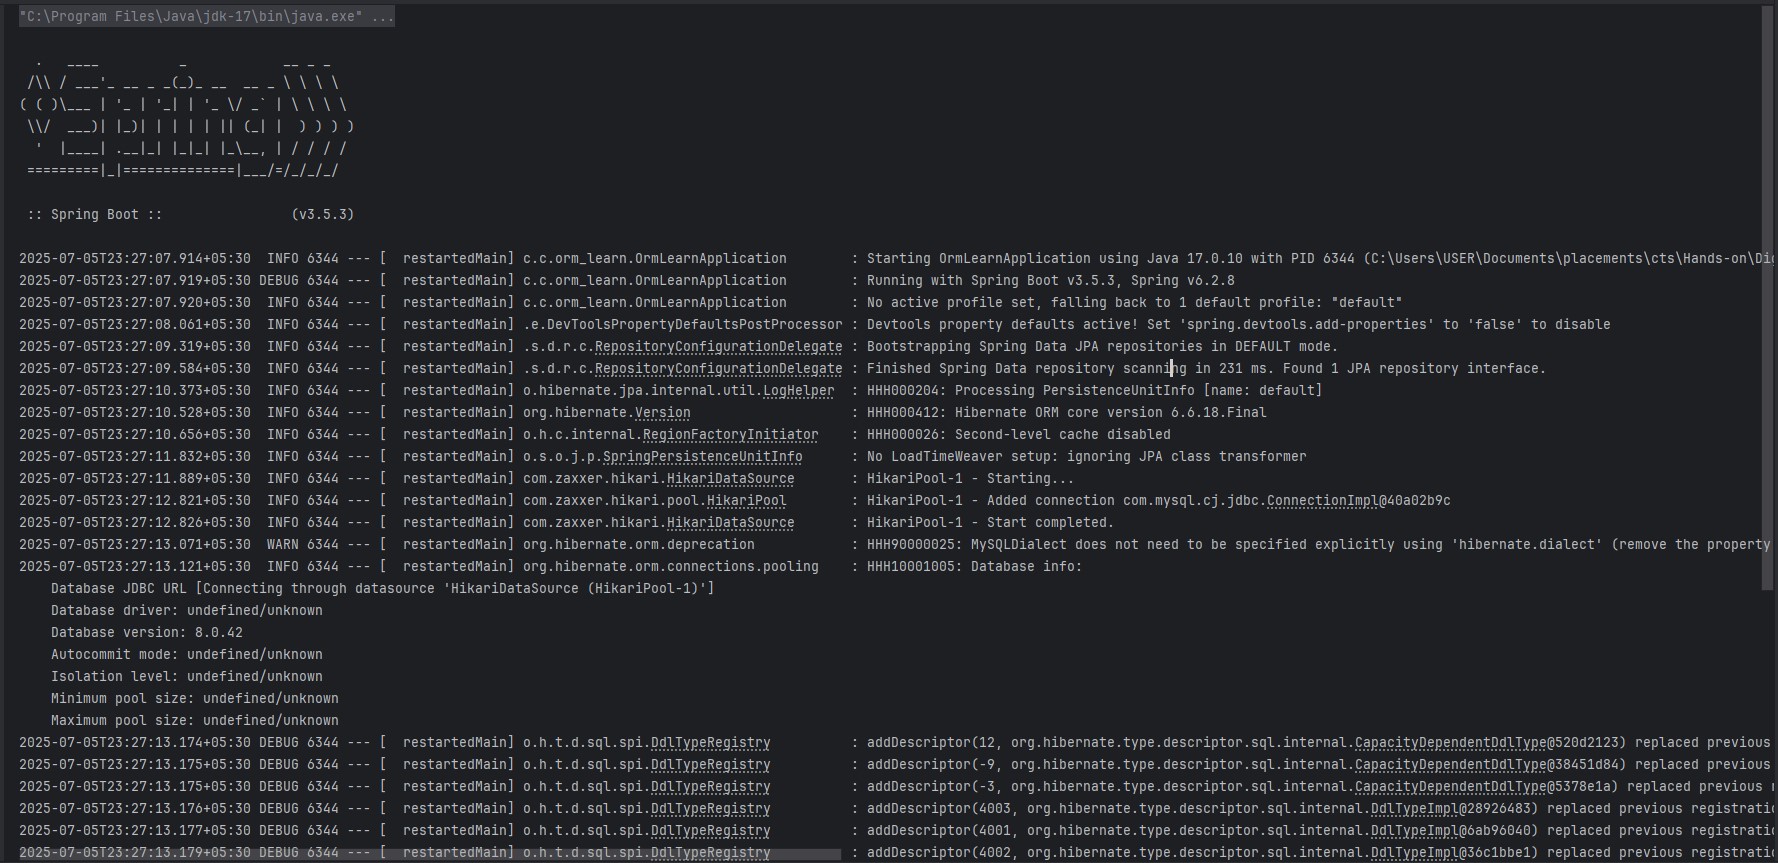 "C:\Program Files\Java\jdk-17\bin\java.exe" ...

  .   ____          _            __ _ _
 /\\ / ___'_ __ _ _(_)_ __  __ _ \ \ \ \
( ( )\___ | '_ | '_| | '_ \/ _` | \ \ \ \
 \\/  ___)| |_)| | | | | || (_| |  ) ) ) )
  '  |____| .__|_| |_|_| |_\__, | / / / /
 =========|_|==============|___/=/_/_/_/

 :: Spring Boot ::                (v3.5.3)

2025-07-05T23:27:07.914+05:30  INFO 6344 --- [  restartedMain] c.c.orm_learn.OrmLearnApplication        : Starting OrmLearnApplication using Java 17.0.10 with PID 6344 (C:\Users\USER\Documents\placements\cts\Hands-on\Dig
2025-07-05T23:27:07.919+05:30 DEBUG 6344 --- [  restartedMain] c.c.orm_learn.OrmLearnApplication        : Running with Spring Boot v3.5.3, Spring v6.2.8
2025-07-05T23:27:07.920+05:30  INFO 6344 --- [  restartedMain] c.c.orm_learn.OrmLearnApplication        : No active profile set, falling back to 1 default profile: "default"
2025-07-05T23:27:08.061+05:30  INFO 6344 --- [  restartedMain] .e.DevToolsPropertyDefaultsPostProcessor : Devtools property defaults active! Set 'spring.devtools.add-properties' to 'false' to disable
2025-07-05T23:27:09.319+05:30  INFO 6344 --- [  restartedMain] .s.d.r.c.RepositoryConfigurationDelegate : Bootstrapping Spring Data JPA repositories in DEFAULT mode.
2025-07-05T23:27:09.584+05:30  INFO 6344 --- [  restartedMain] .s.d.r.c.RepositoryConfigurationDelegate : Finished Spring Data repository scanning in 231 ms. Found 1 JPA repository interface.
2025-07-05T23:27:10.373+05:30  INFO 6344 --- [  restartedMain] o.hibernate.jpa.internal.util.LogHelper  : HHH000204: Processing PersistenceUnitInfo [name: default]
2025-07-05T23:27:10.528+05:30  INFO 6344 --- [  restartedMain] org.hibernate.Version                    : HHH000412: Hibernate ORM core version 6.6.18.Final
2025-07-05T23:27:10.656+05:30  INFO 6344 --- [  restartedMain] o.h.c.internal.RegionFactoryInitiator    : HHH000026: Second-level cache disabled
2025-07-05T23:27:11.832+05:30  INFO 6344 --- [  restartedMain] o.s.o.j.p.SpringPersistenceUnitInfo      : No LoadTimeWeaver setup: ignoring JPA class transformer
2025-07-05T23:27:11.889+05:30  INFO 6344 --- [  restartedMain] com.zaxxer.hikari.HikariDataSource       : HikariPool-1 - Starting...
2025-07-05T23:27:12.821+05:30  INFO 6344 --- [  restartedMain] com.zaxxer.hikari.pool.HikariPool        : HikariPool-1 - Added connection com.mysql.cj.jdbc.ConnectionImpl@40a02b9c
2025-07-05T23:27:12.826+05:30  INFO 6344 --- [  restartedMain] com.zaxxer.hikari.HikariDataSource       : HikariPool-1 - Start completed.
2025-07-05T23:27:13.071+05:30  WARN 6344 --- [  restartedMain] org.hibernate.orm.deprecation            : HHH90000025: MySQLDialect does not need to be specified explicitly using 'hibernate.dialect' (remove the property
2025-07-05T23:27:13.121+05:30  INFO 6344 --- [  restartedMain] org.hibernate.orm.connections.pooling    : HHH10001005: Database info:
    Database JDBC URL [Connecting through datasource 'HikariDataSource (HikariPool-1)']
    Database driver: undefined/unknown
    Database version: 8.0.42
    Autocommit mode: undefined/unknown
    Isolation level: undefined/unknown
    Minimum pool size: undefined/unknown
    Maximum pool size: undefined/unknown
2025-07-05T23:27:13.174+05:30 DEBUG 6344 --- [  restartedMain] o.h.t.d.sql.spi.DdlTypeRegistry          : addDescriptor(12, org.hibernate.type.descriptor.sql.internal.CapacityDependentDdlType@520d2123) replaced previous
2025-07-05T23:27:13.175+05:30 DEBUG 6344 --- [  restartedMain] o.h.t.d.sql.spi.DdlTypeRegistry          : addDescriptor(-9, org.hibernate.type.descriptor.sql.internal.CapacityDependentDdlType@38451d84) replaced previous
2025-07-05T23:27:13.175+05:30 DEBUG 6344 --- [  restartedMain] o.h.t.d.sql.spi.DdlTypeRegistry          : addDescriptor(-3, org.hibernate.type.descriptor.sql.internal.CapacityDependentDdlType@5378e1a) replaced previous r
2025-07-05T23:27:13.176+05:30 DEBUG 6344 --- [  restartedMain] o.h.t.d.sql.spi.DdlTypeRegistry          : addDescriptor(4003, org.hibernate.type.descriptor.sql.internal.DdlTypeImpl@28926483) replaced previous registratio
2025-07-05T23:27:13.177+05:30 DEBUG 6344 --- [  restartedMain] o.h.t.d.sql.spi.DdlTypeRegistry          : addDescriptor(4001, org.hibernate.type.descriptor.sql.internal.DdlTypeImpl@6ab96040) replaced previous registratio
2025-07-05T23:27:13.179+05:30 DEBUG 6344 --- [  restartedMain] o.h.t.d.sql.spi.DdlTypeRegistry          : addDescriptor(4002, org.hibernate.type.descriptor.sql.internal.DdlTypeImpl@36c1bbe1) replaced previous registratio